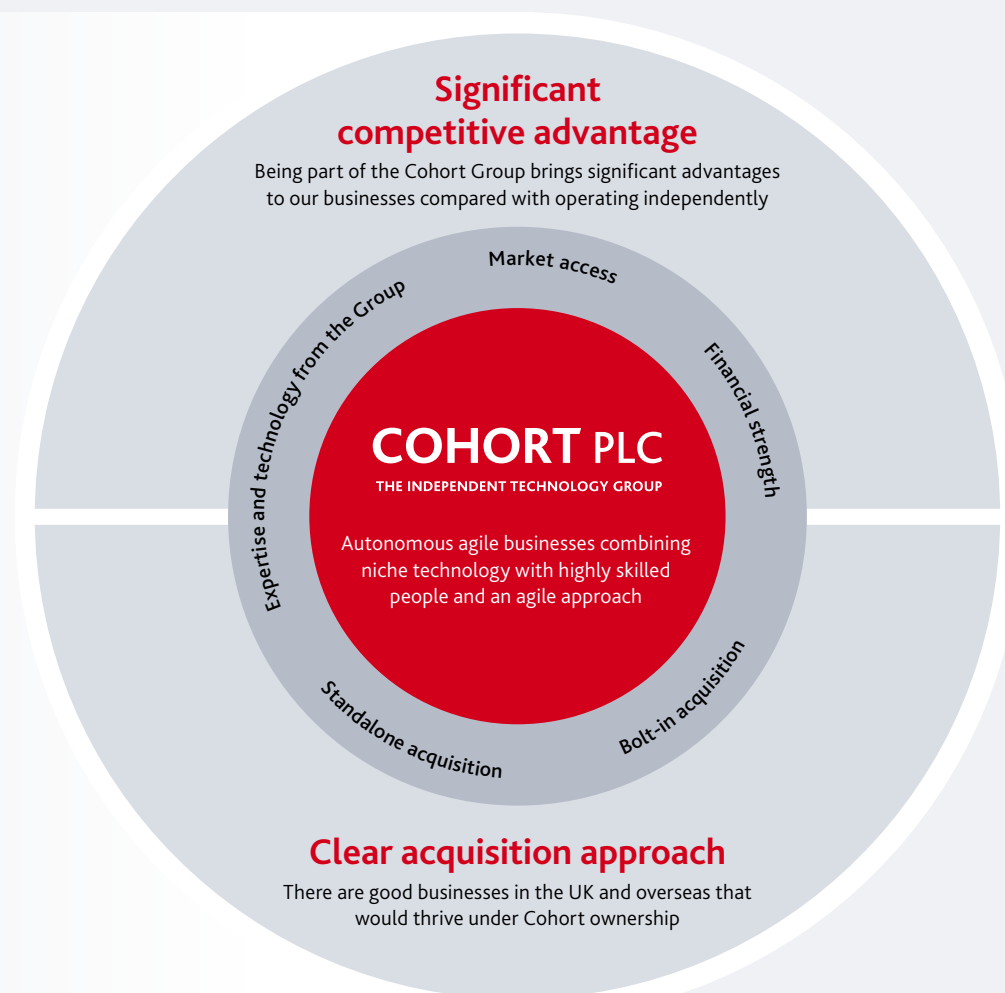 Significant
competitive advantage
Being part of the Cohort Group brings significant advantages
to our businesses compared with operating independently
Market access
Expertise and technology from the Group
Financial strength
COHORT PLC
THE INDEPENDENT TECHNOLOGY GROUP
Autonomous agile businesses combining
niche technology with highly skilled
people and an agile approach
Standalone acquisition
Bolt-in acquisition
Clear acquisition approach
There are good businesses in the UK and overseas that
would thrive under Cohort ownership